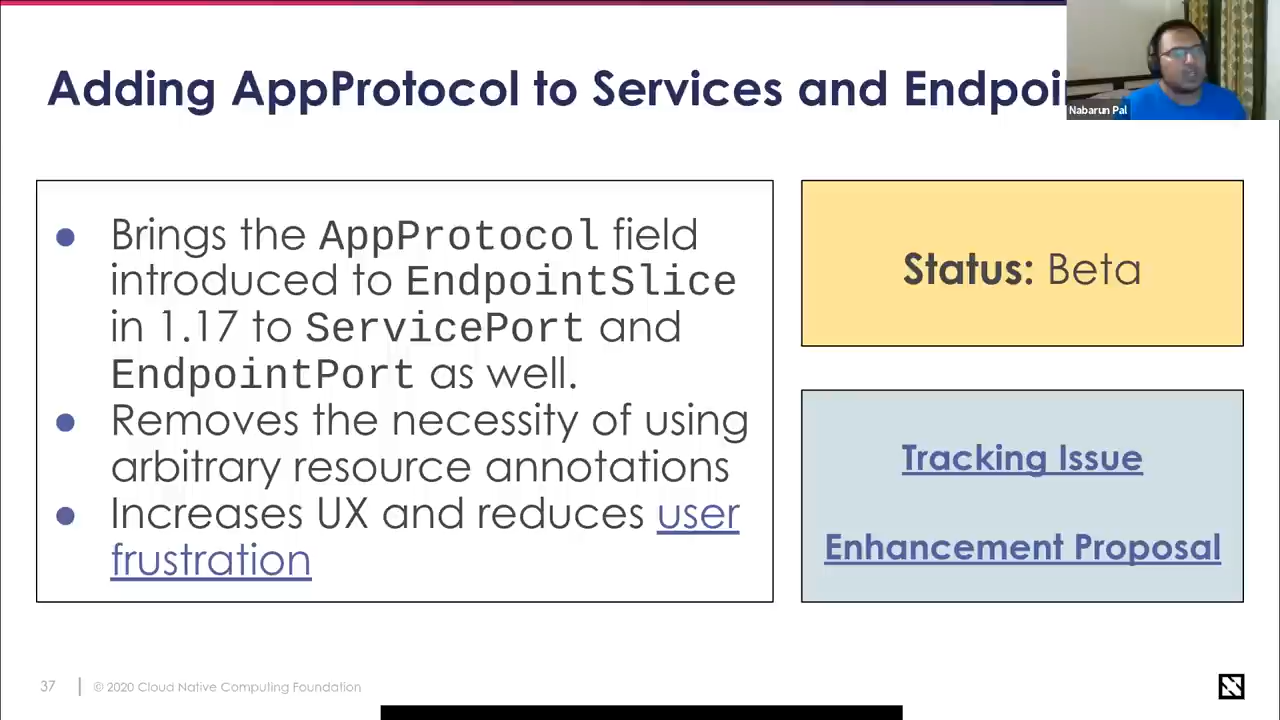 Adding AppProtocol to Services and Endpoi
Nabarun Pal
● Brings the AppProtocol field
introduced to EndpointSlice
in 1.17 to ServicePort and
EndpointPort as well.
● Removes the necessity of using
arbitrary resource annotations
● Increases UX and reduces user
frustration
Status: Beta
Tracking Issue
Enhancement Proposal
37 | © 2020 Cloud Native Computing Foundation